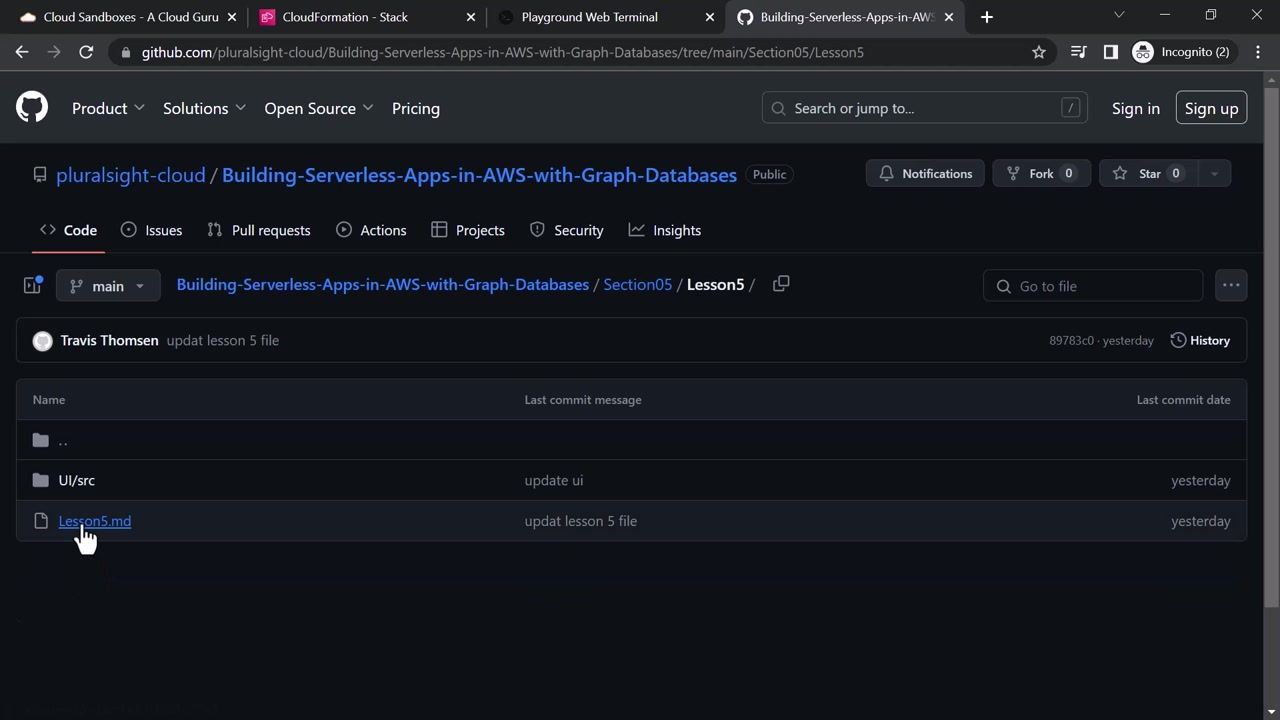 Cloud Sandboxes - A Cloud Guru
CloudFormation - Stack
Playground Web Terminal
Building-Serverless-Apps-in-AWS
github.com/pluralsight-cloud/Building-Serverless-Apps-in-AWS-with-Graph-Databases/tree/main/Section05/Lesson5
Incognito (2)
Product
Solutions
Open Source
Pricing
Search or jump to...
/
Sign in
Sign up
pluralsight-cloud / Building-Serverless-Apps-in-AWS-with-Graph-Databases
Public
Notifications
Fork 0
Star 0
Code
Issues
Pull requests
Actions
Projects
Security
Insights
main
Building-Serverless-Apps-in-AWS-with-Graph-Databases / Section05 / Lesson5 /
Go to file
Travis Thomsen updat lesson 5 file
89783c0 · yesterday
History
Name
Last commit message
Last commit date
..
UI/src
update ui
yesterday
Lesson5.md
updat lesson 5 file
yesterday